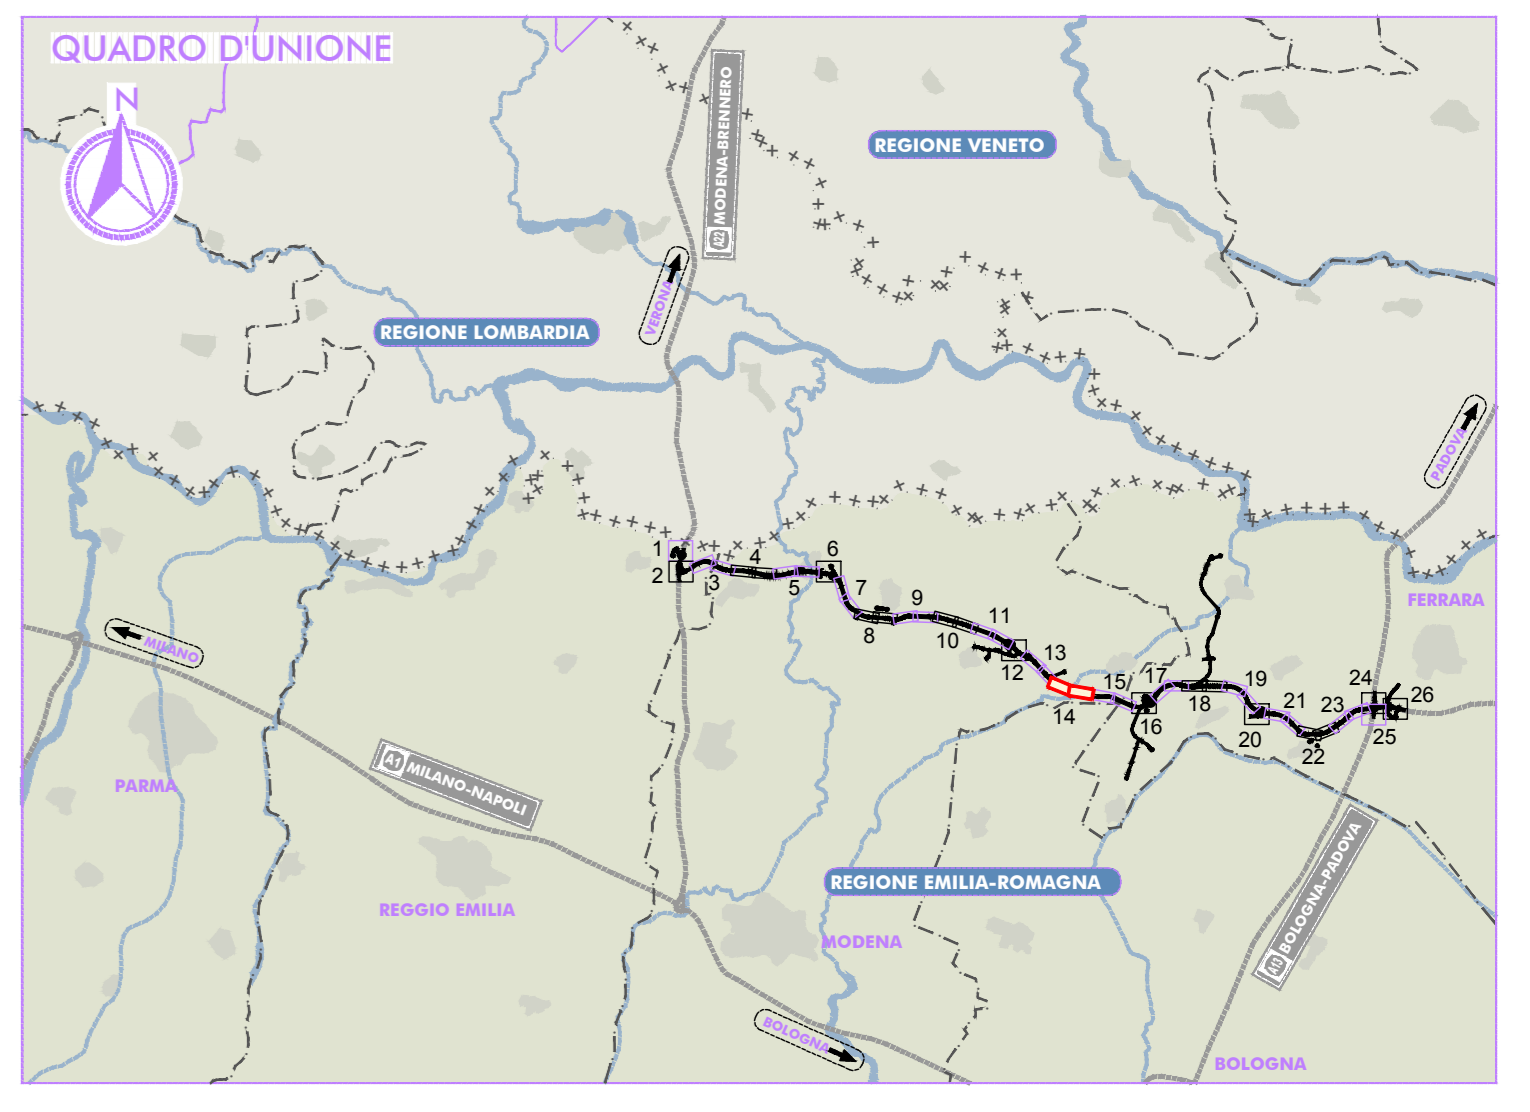 QUADRO D'UNIONE
N
A22 MODENA-BRENNERO
REGIONE VENETO
VERONA
REGIONE LOMBARDIA
PADOVA
1
2
3
4
5
6
7
8
9
10
11
12
13
14
15
16
17
18
19
20
21
22
23
24
25
26
FERRARA
MILANO
A1 MILANO-NAPOLI
PARMA
REGGIO EMILIA
REGIONE EMILIA-ROMAGNA
MODENA
A13 BOLOGNA-PADOVA
BOLOGNA
BOLOGNA